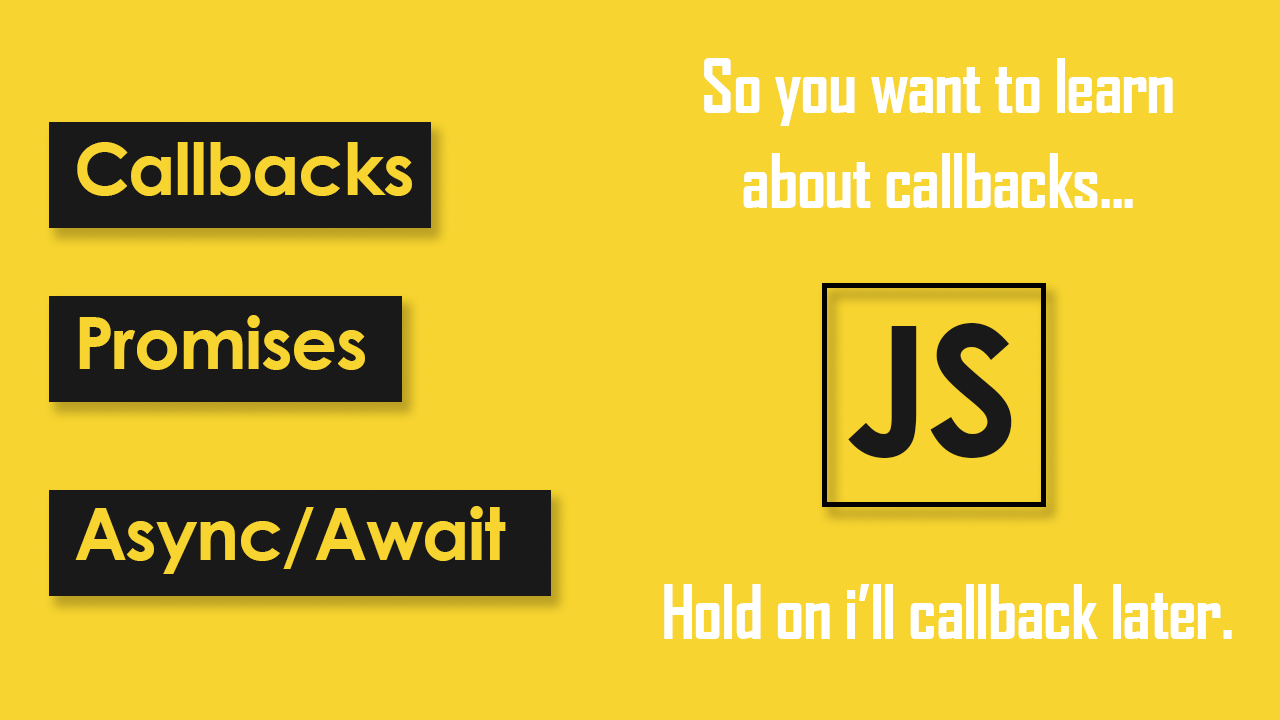 Callbacks
Promises
Async/Await
So you want to learn
about callbacks...
JS
Hold on i’ll callback later.